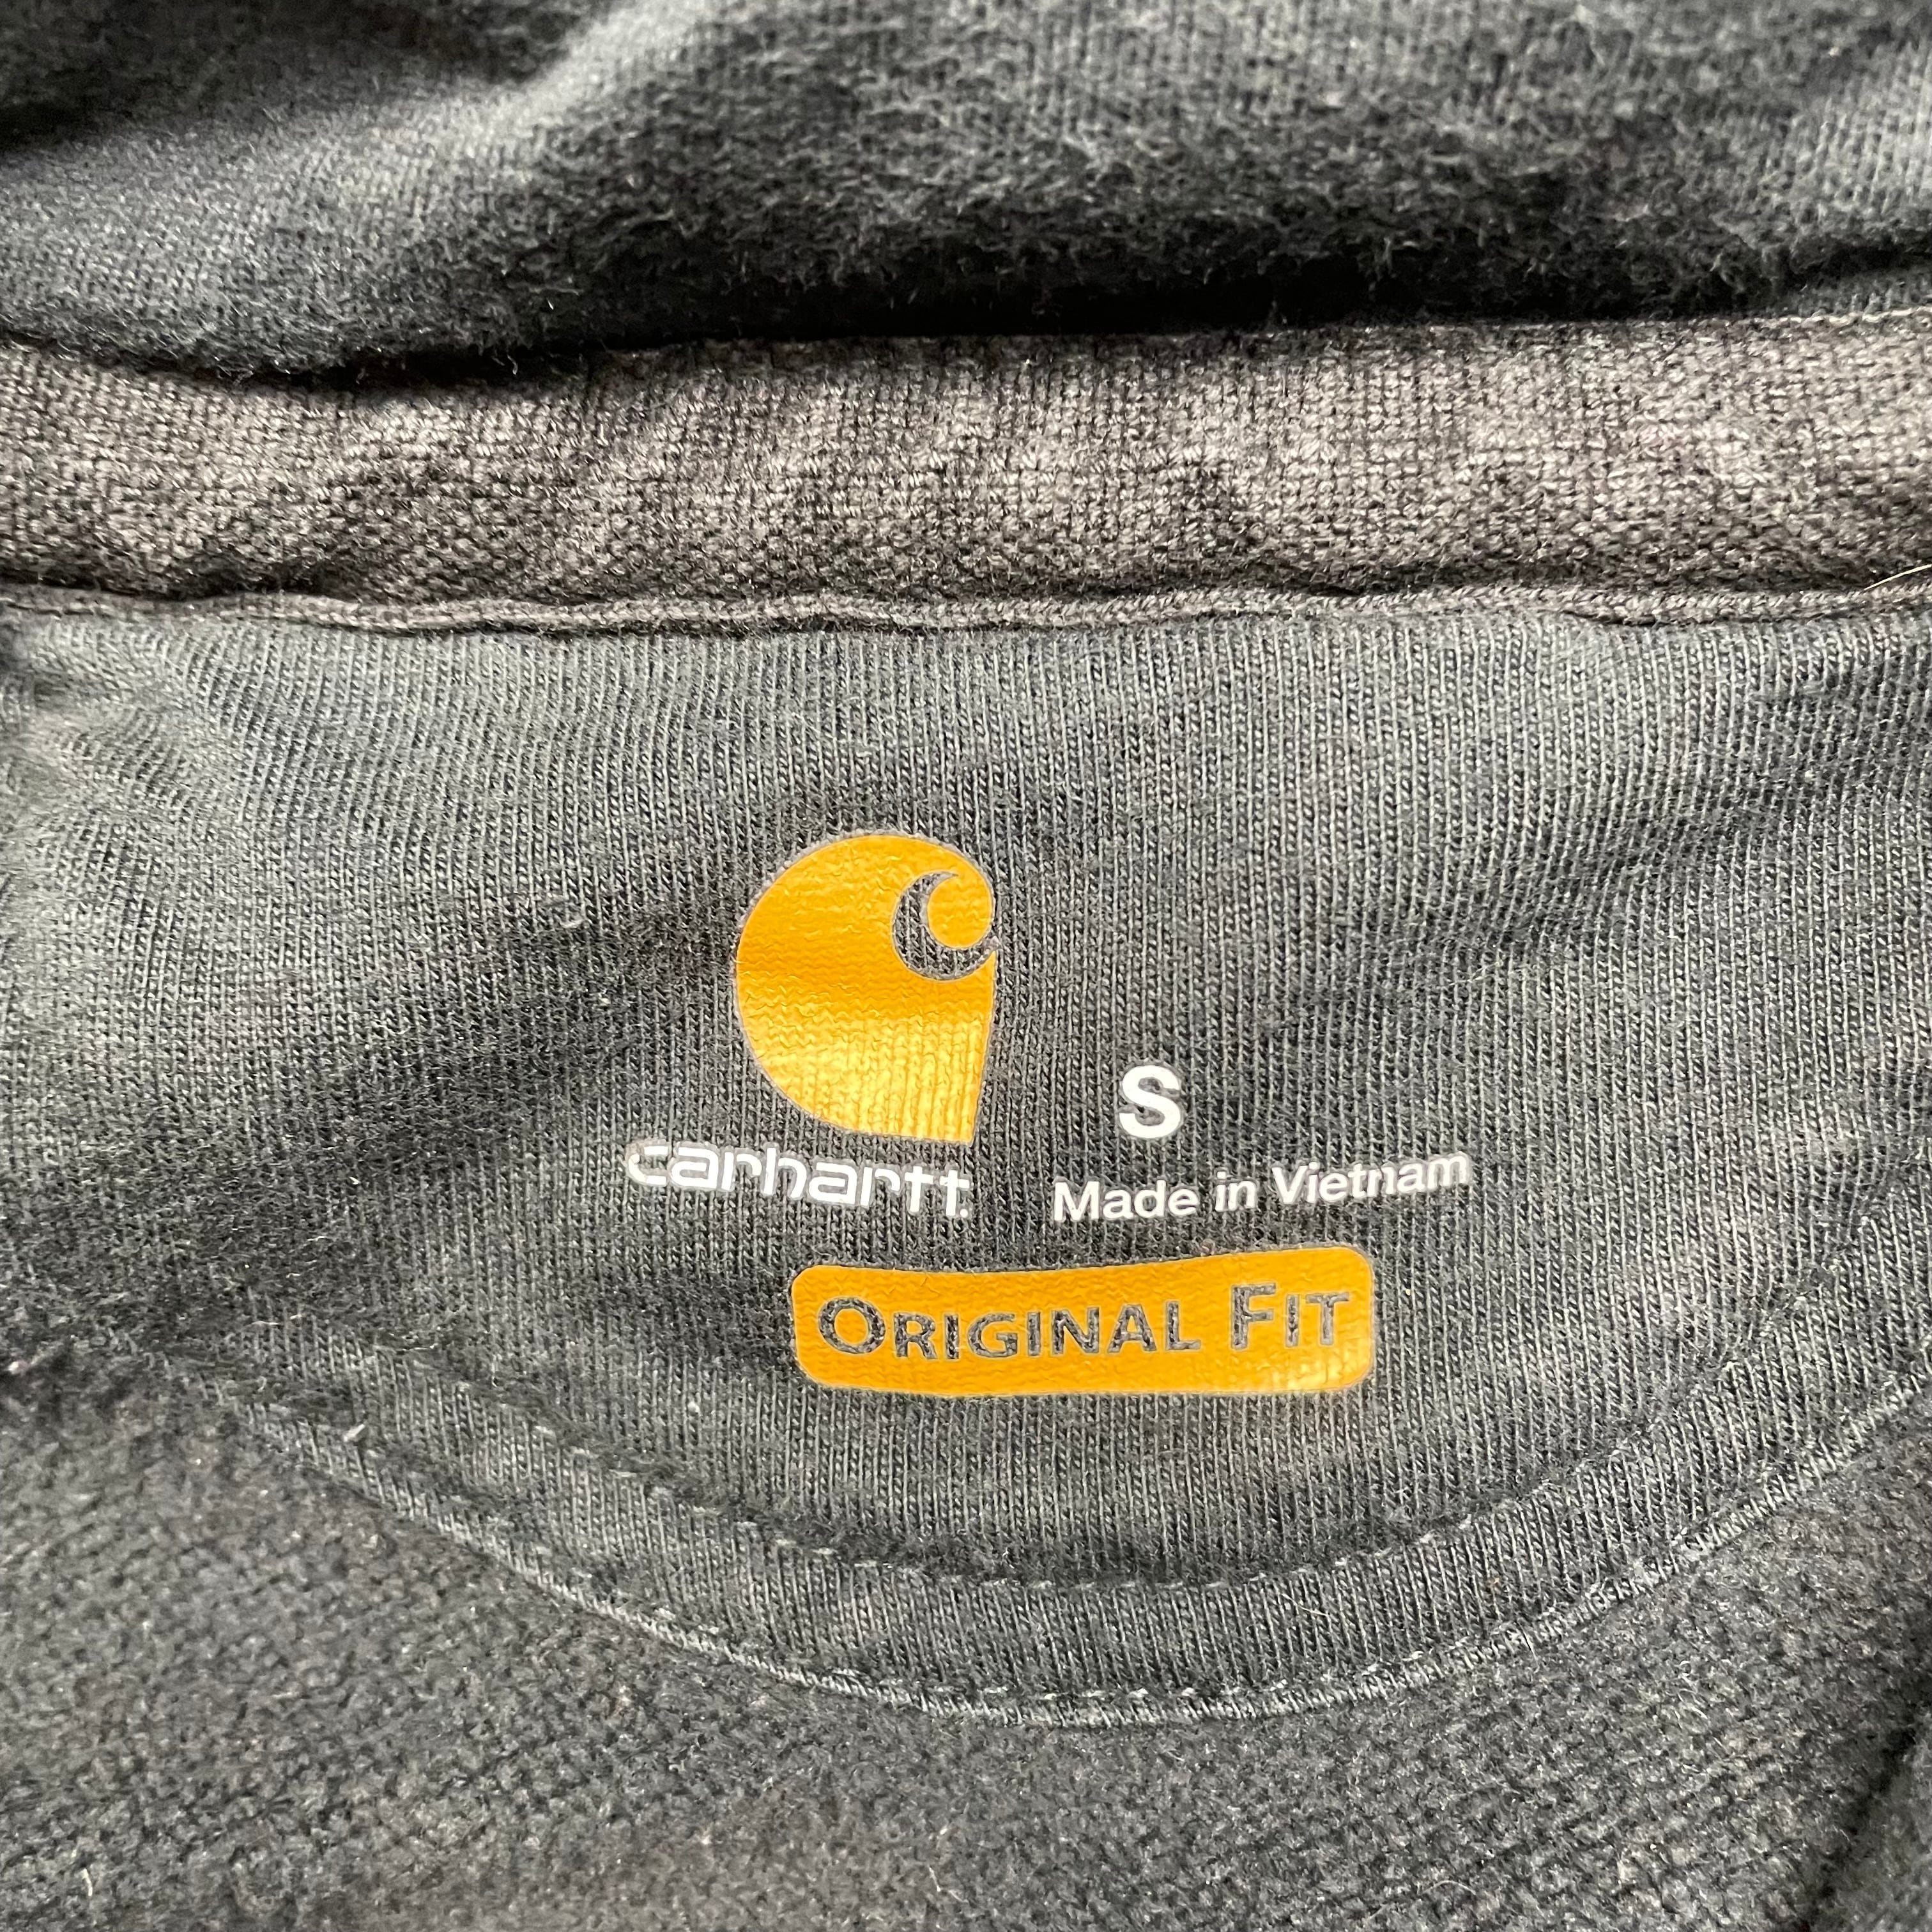 S
carhartt.
Made in Vietnam
ORIGINAL FIT